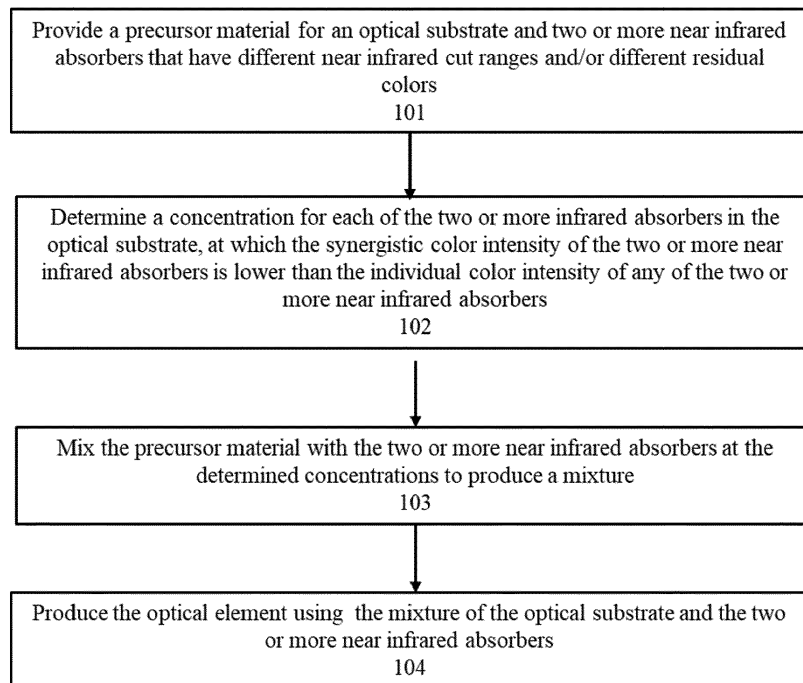 Provide a precursor material for an optical substrate and two or more near infrared
absorbers that have different near infrared cut ranges and/or different residual
colors
101
Determine a concentration for each of the two or more infrared absorbers in the
optical substrate, at which the synergistic color intensity of the two or more near
infrared absorbers is lower than the individual color intensity of any of the two or
more near infrared absorbers
102
Mix the precursor material with the two or more near infrared absorbers at the
determined concentrations to produce a mixture
103
Produce the optical element using the mixture of the optical substrate and the two
or more near infrared absorbers
104